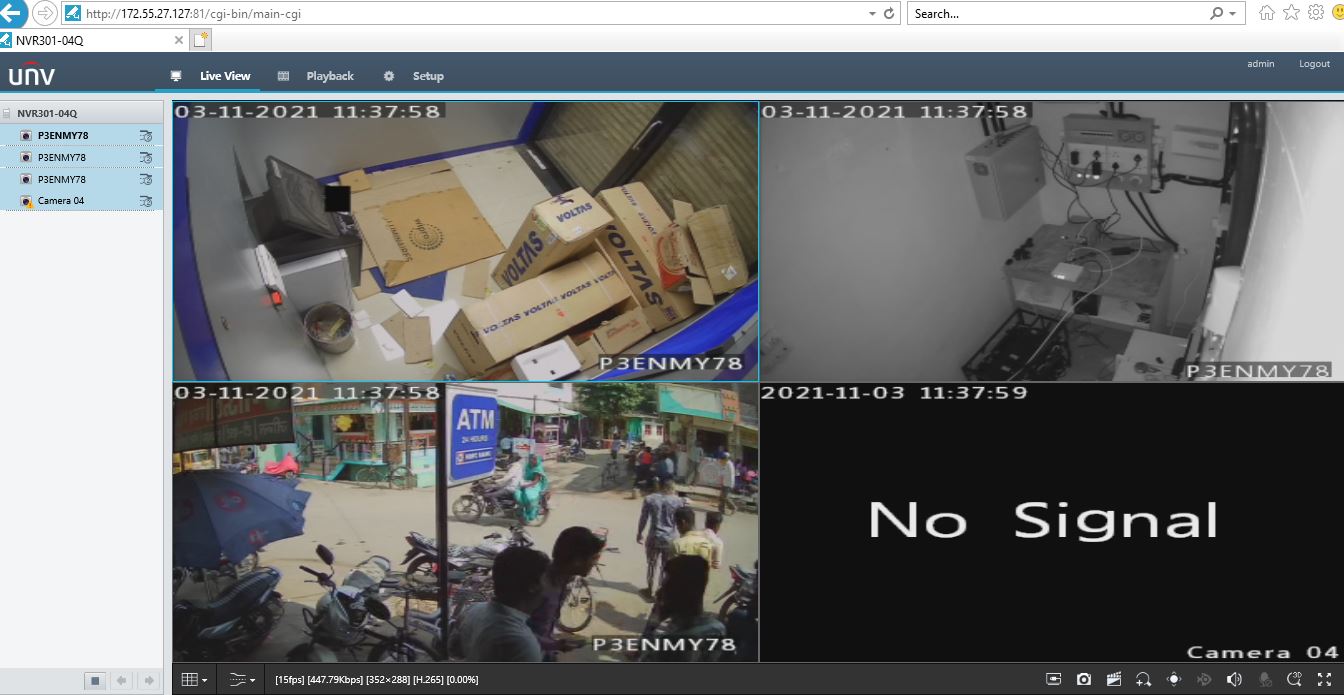 http://172.55.27.127:81/cgi-bin/main-cgi
Search...
NVR301-04Q
unv
Live View
Playback
Setup
admin
Logout
NVR301-04Q
P3ENMY78
P3ENMY78
P3ENMY78
Camera 04
03-11-2021 11:37:58
VOLTAS
VOLTAS
VOLTAS VOLTAS VOLTAS
VOLTAS
P3ENMY78
03-11-2021 11:37:58
P3ENMY78
03-11-2021 11:37:58
ATM
24 HOURS
HDFC BANK
P3ENMY78
2021-11-03 11:37:59
No Signal
Camera 04
[15fps] [447.79Kbps] [352×288] [H.265] [0.00%]